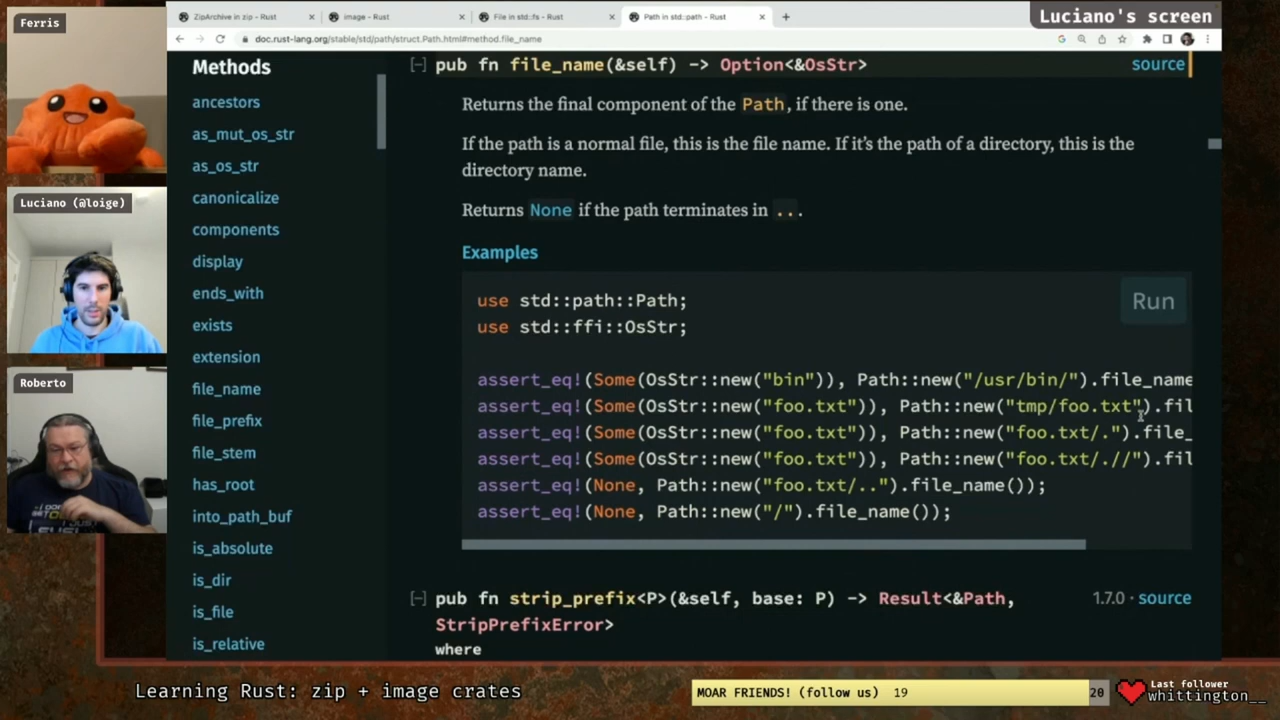 Ferris
Luciano (@loige)
Roberto
Luciano's screen
ZipArchive in zip - Rust
image - Rust
File in std::fs - Rust
Path in std::path - Rust
doc.rust-lang.org/stable/std/path/struct.Path.html#method.file_name
Methods
ancestors
as_mut_os_str
as_os_str
canonicalize
components
display
ends_with
exists
extension
file_name
file_prefix
file_stem
has_root
into_path_buf
is_absolute
is_dir
is_file
is_relative
[-] pub fn file_name(&self) -> Option<&OsStr> source
Returns the final component of the Path, if there is one.
If the path is a normal file, this is the file name. If it's the path of a directory, this is the
directory name.
Returns None if the path terminates in ...
Examples
Run
use std::path::Path;
use std::ffi::OsStr;
assert_eq!(Some(OsStr::new("bin")), Path::new("/usr/bin/").file_name
assert_eq!(Some(OsStr::new("foo.txt")), Path::new("tmp/foo.txt").fil
assert_eq!(Some(OsStr::new("foo.txt")), Path::new("foo.txt/.").file_
assert_eq!(Some(OsStr::new("foo.txt")), Path::new("foo.txt/.//").fil
assert_eq!(None, Path::new("foo.txt/..").file_name());
assert_eq!(None, Path::new("/").file_name());
[-] pub fn strip_prefix<P>(&self, base: P) -> Result<&Path, 1.7.0 · source
StripPrefixError>
where
Learning Rust: zip + image crates
MOAR FRIENDS! (follow us) 19
20
Last follower
whittington__